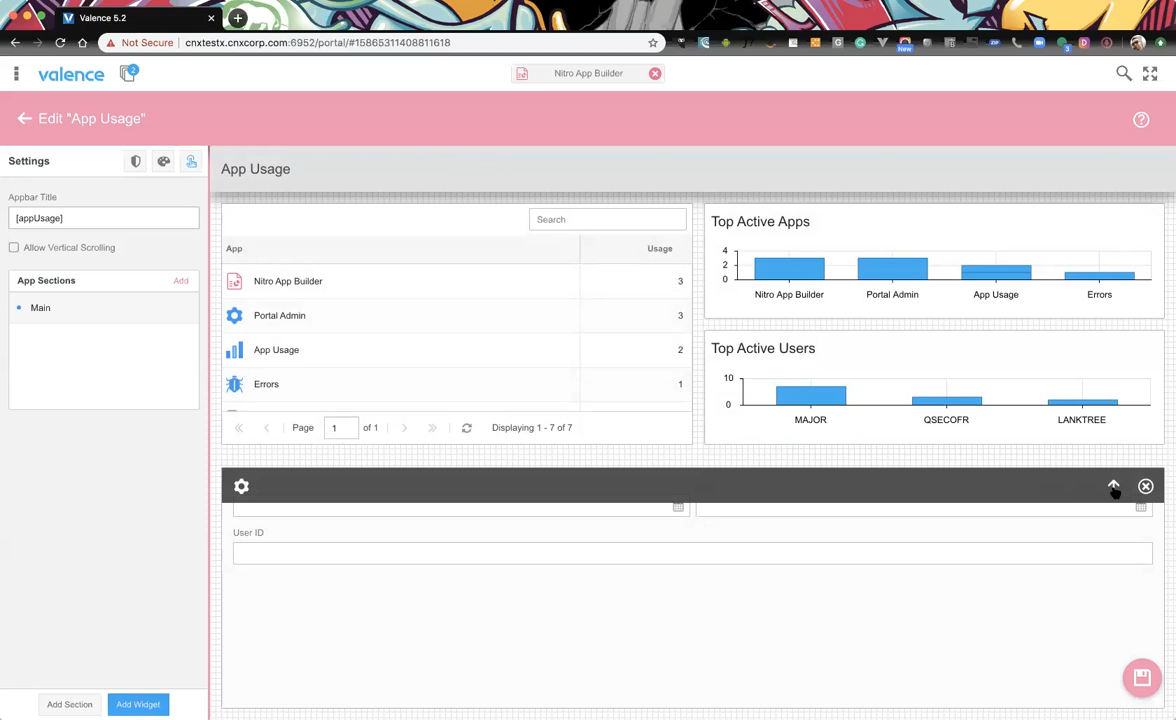 Valence 5.2
Not Secure
cnxtestx.cnxcorp.com:6952/portal/#15865311408811618
New
3
valence
2
Nitro App Builder
Edit "App Usage"
Settings
Appbar Title
[appUsage]
Allow Vertical Scrolling
App Sections
Add
Main
Add Section
Add Widget
App Usage
Search
App
Usage
Nitro App Builder
3
Portal Admin
3
App Usage
2
Errors
1
Page
1
of 1
Displaying 1 - 7 of 7
Top Active Apps
4
2
0
Nitro App Builder
Portal Admin
App Usage
Errors
Top Active Users
10
0
MAJOR
QSECOFR
LANKTREE
User ID